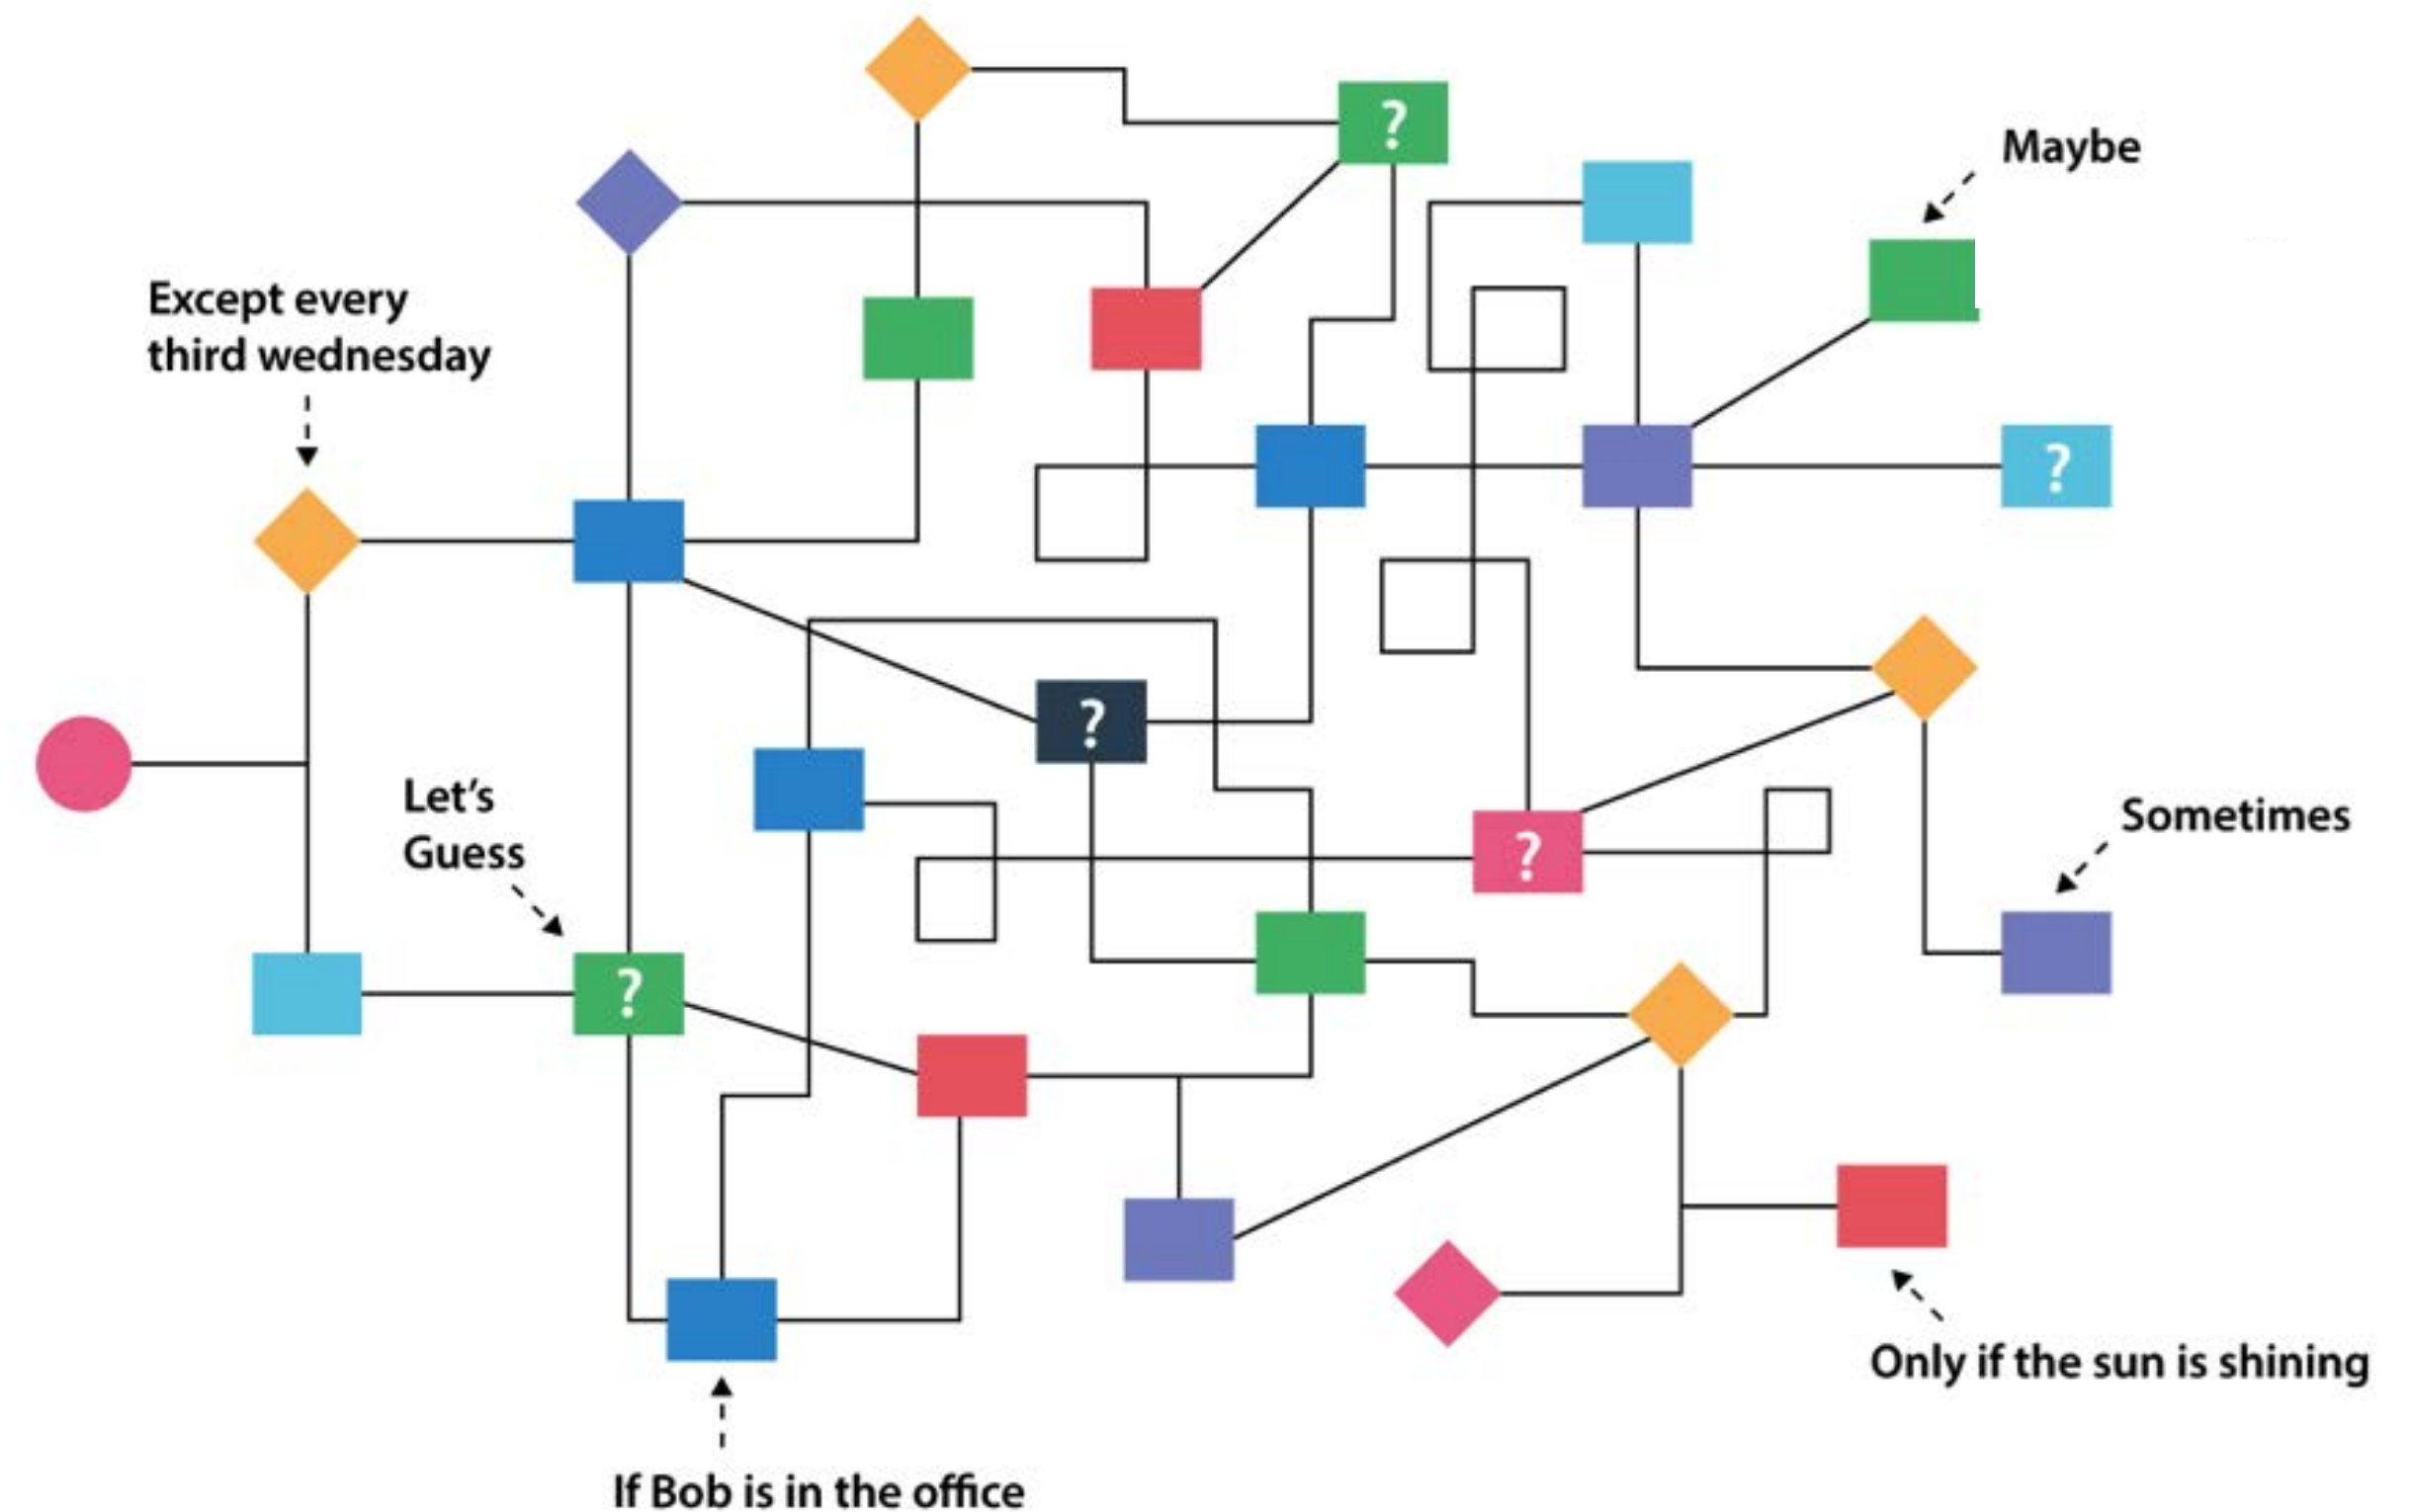 ?
Maybe
Except every
third wednesday
?
?
Let's
Guess
?
Sometimes
?
Only if the sun is shining
If Bob is in the office